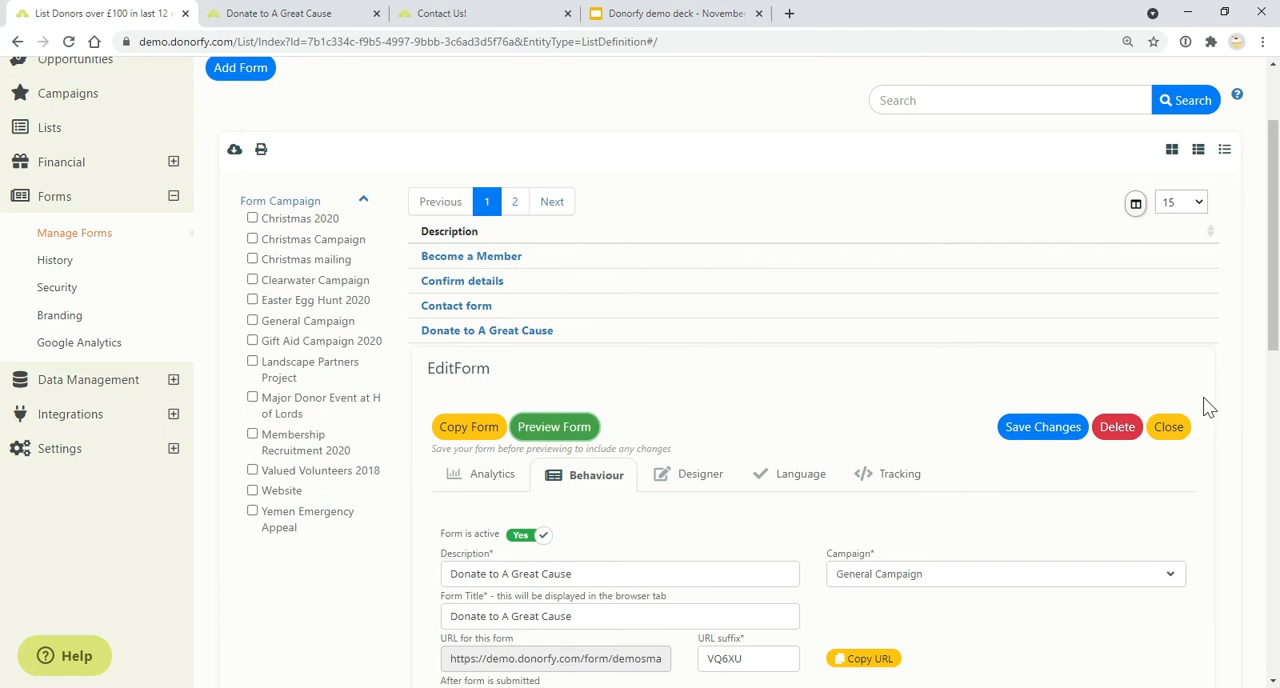 List Donors over £100 in last 12 m
Donate to A Great Cause
Contact Us!
Donorfy demo deck - November
demo.donorfy.com/List/Index?Id=7b1c334c-f9b5-4997-9bbb-3c6ad3d5f76a&EntityType=ListDefinition#/
Opportunities
Campaigns
Lists
Financial
Forms
Manage Forms
History
Security
Branding
Google Analytics
Data Management
Integrations
Settings
Help
Add Form
Search
Search
Form Campaign
Christmas 2020
Christmas Campaign
Christmas mailing
Clearwater Campaign
Easter Egg Hunt 2020
General Campaign
Gift Aid Campaign 2020
Landscape Partners
Project
Major Donor Event at H
of Lords
Membership
Recruitment 2020
Valued Volunteers 2018
Website
Yemen Emergency
Appeal
Previous 1 2 Next
15
Description
Become a Member
Confirm details
Contact form
Donate to A Great Cause
EditForm
Copy Form Preview Form Save Changes Delete Close
Save your form before previewing to include any changes
Analytics Behaviour Designer Language Tracking
Form is active Yes
Description* Campaign*
Donate to A Great Cause General Campaign
Form Title* - this will be displayed in the browser tab
Donate to A Great Cause
URL for this form URL suffix*
https://demo.donorfy.com/form/demosma VQ6XU Copy URL
After form is submitted